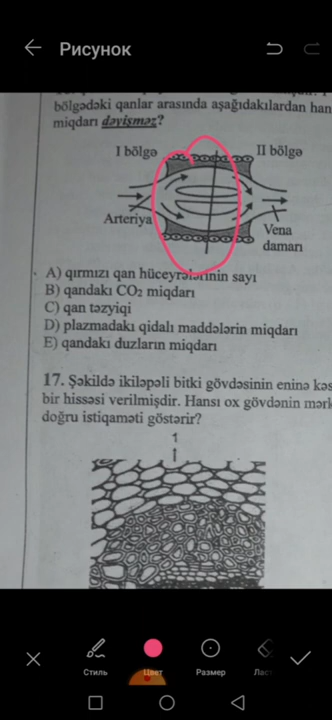 Рисунок
bölgədəki qanlar arasında aşağıdakılardan han
miqdarı dəyişməz?
I bölgə
II bölgə
Arteriya
Vena
damarı
A) qırmızı qan hüceyrələrinin sayı
B) qandakı CO₂ miqdarı
C) qan təzyiqi
D) plazmadakı qidalı maddələrin miqdarı
E) qandakı duzların miqdarı
17. Şəkildə ikiləpəli bitki gövdəsinin eninə kəs
bir hissəsi verilmişdir. Hansı ox gövdənin mərk
doğru istiqaməti göstərir?
1
Стиль
Цвет
Размер
Ласт